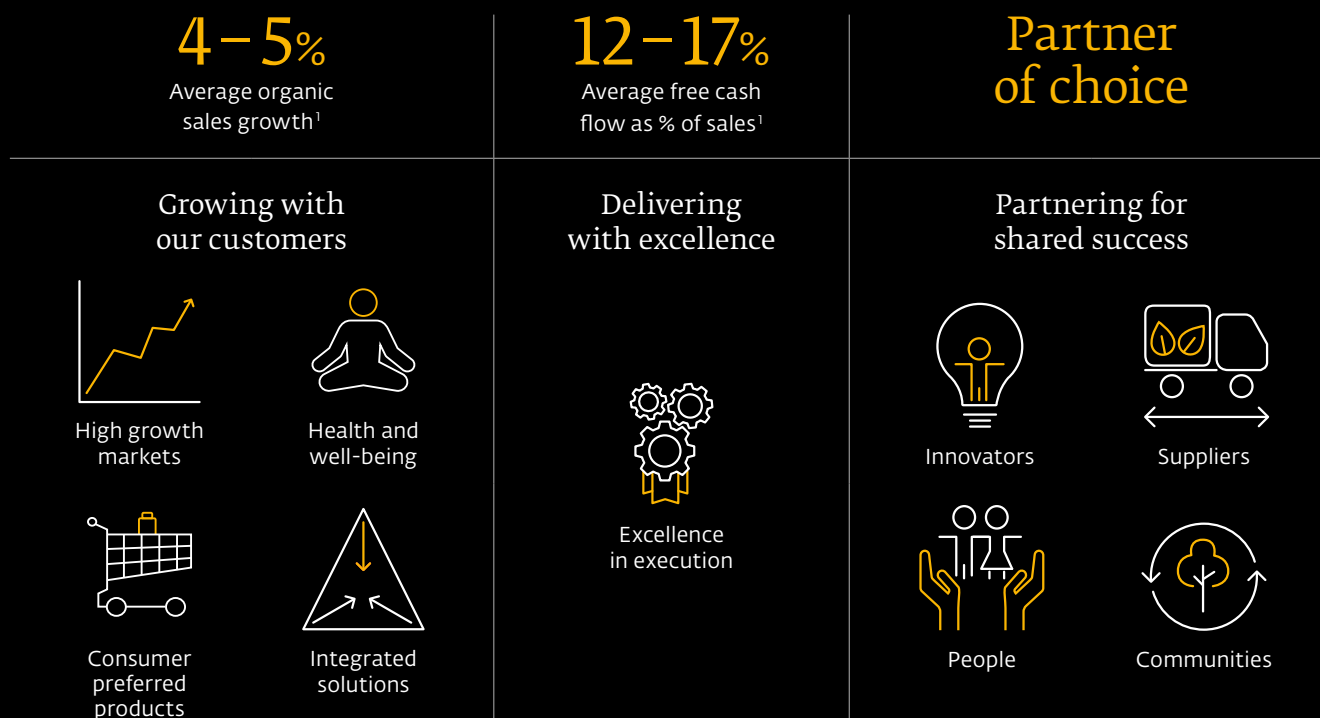 4–5%
Average organic
sales growth¹
12–17%
Average free cash
flow as % of sales¹
Partner
of choice
Growing with
our customers
High growth
markets
Health and
well-being
Consumer
preferred
products
Integrated
solutions
Delivering
with excellence
Excellence
in execution
Partnering for
shared success
Innovators
Suppliers
People
Communities